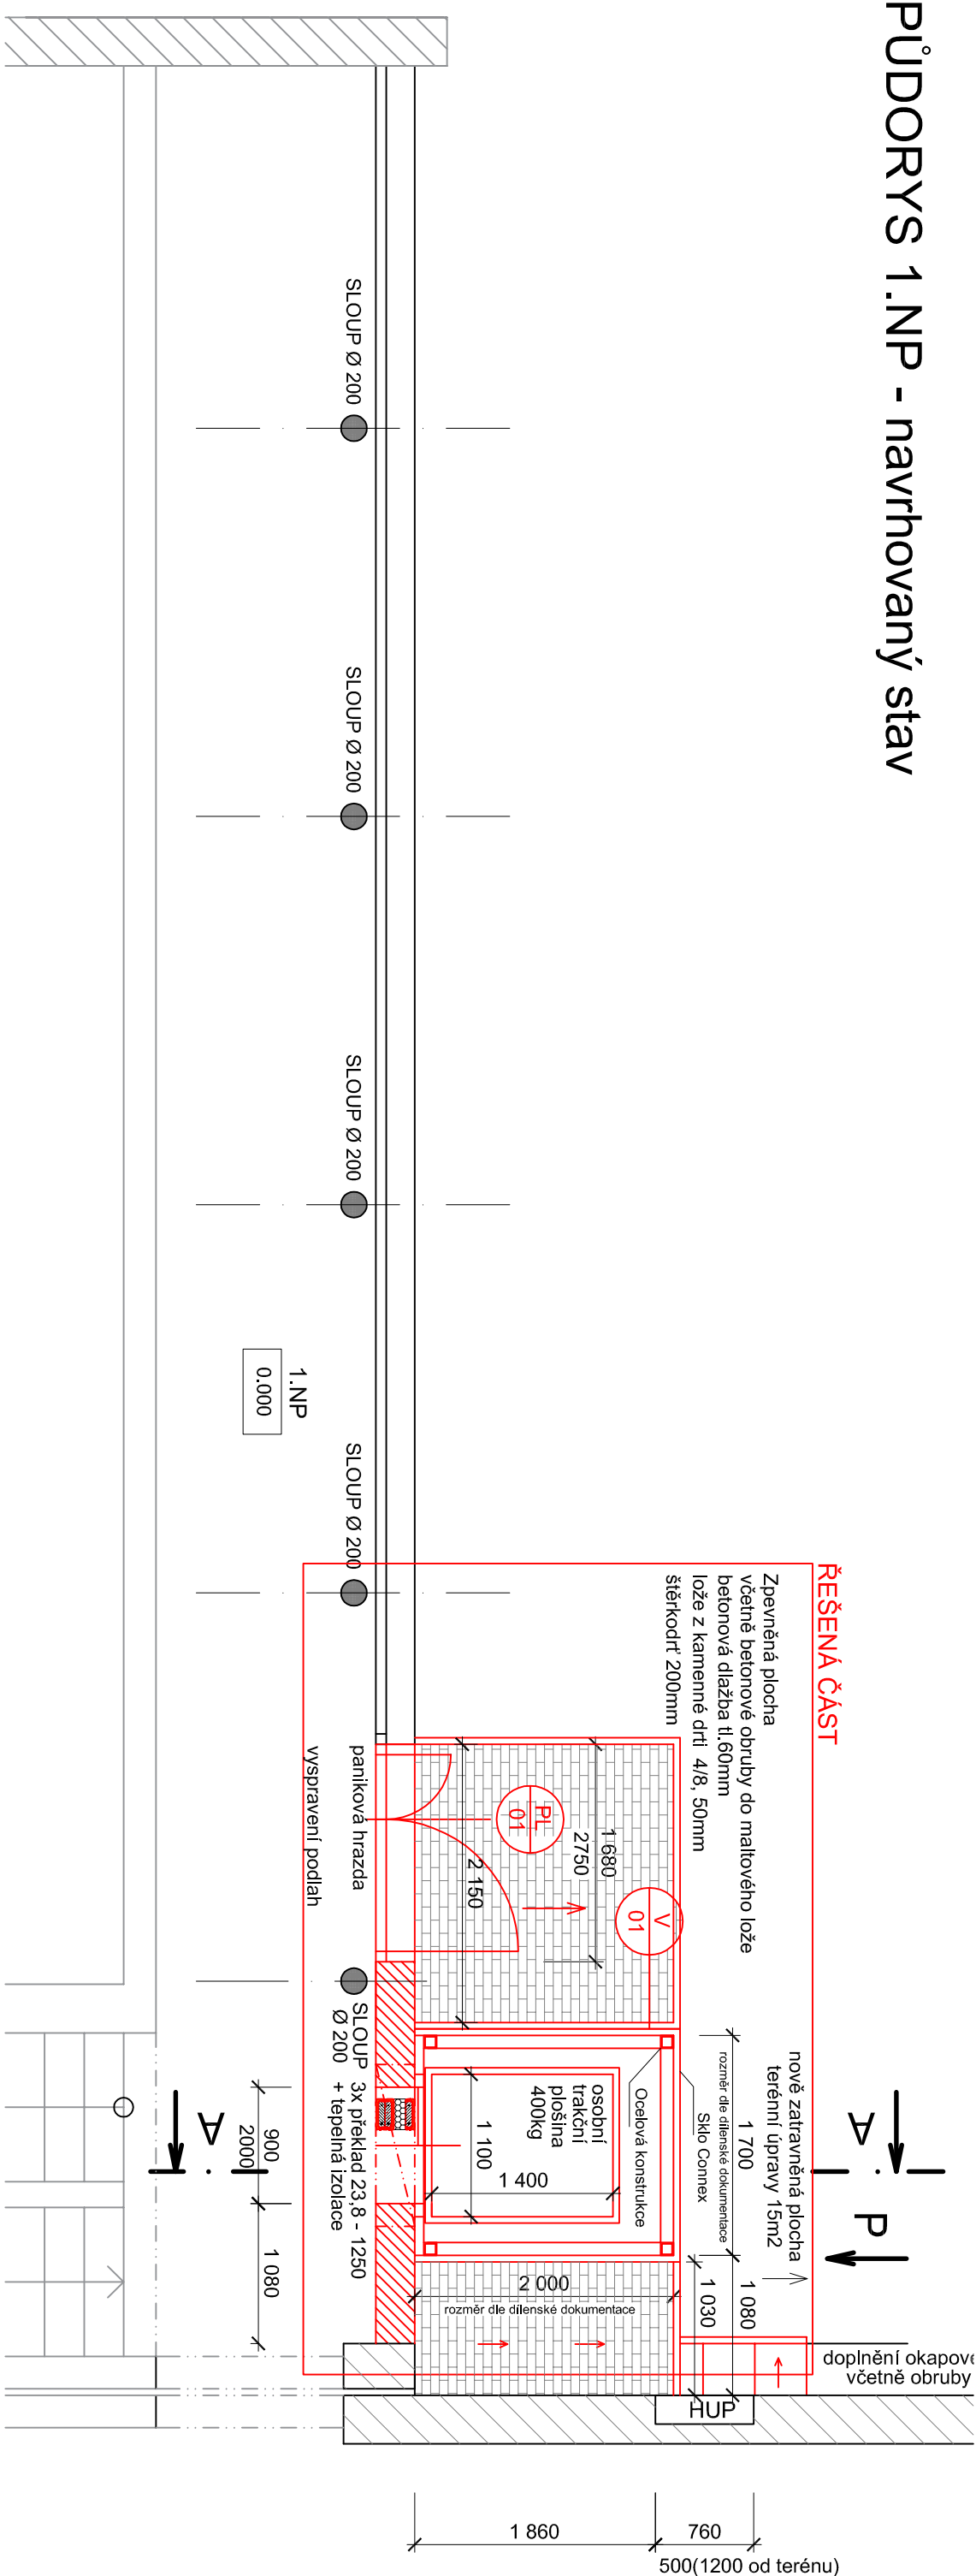 PŮDORYS 1.NP - navrhovaný stav
SLOUP Ø 200
SLOUP Ø 200
SLOUP Ø 200
SLOUP Ø 200
1.NP
0.000
ŘEŠENÁ ČÁST
Zpevněná plocha
včetně betonové obruby do maltového lože
betonová dlažba tl.60mm
lože z kamenné drti 4/8, 50mm
štěrkodrť 200mm
paniková hrazda
vyspravení podlah
PL
01
V
01
1 680
2750
2 150
SLOUP
Ø 200
3x překlad 23,8 - 1250
+ tepelná izolace
osobní
trakční
plošina
400kg
1 100
1 400
Ocelová konstrukce
Sklo Connex
rozměr dle dílenské dokumentace
1 700
nově zatravněná plocha
terénní úpravy 15m2
A
A
P
900
2000
1 080
2 000
rozměr dle dílenské dokumentace
1 030
1 080
doplnění okapové
včetně obruby
HUP
1 860
760
500(1200 od terénu)